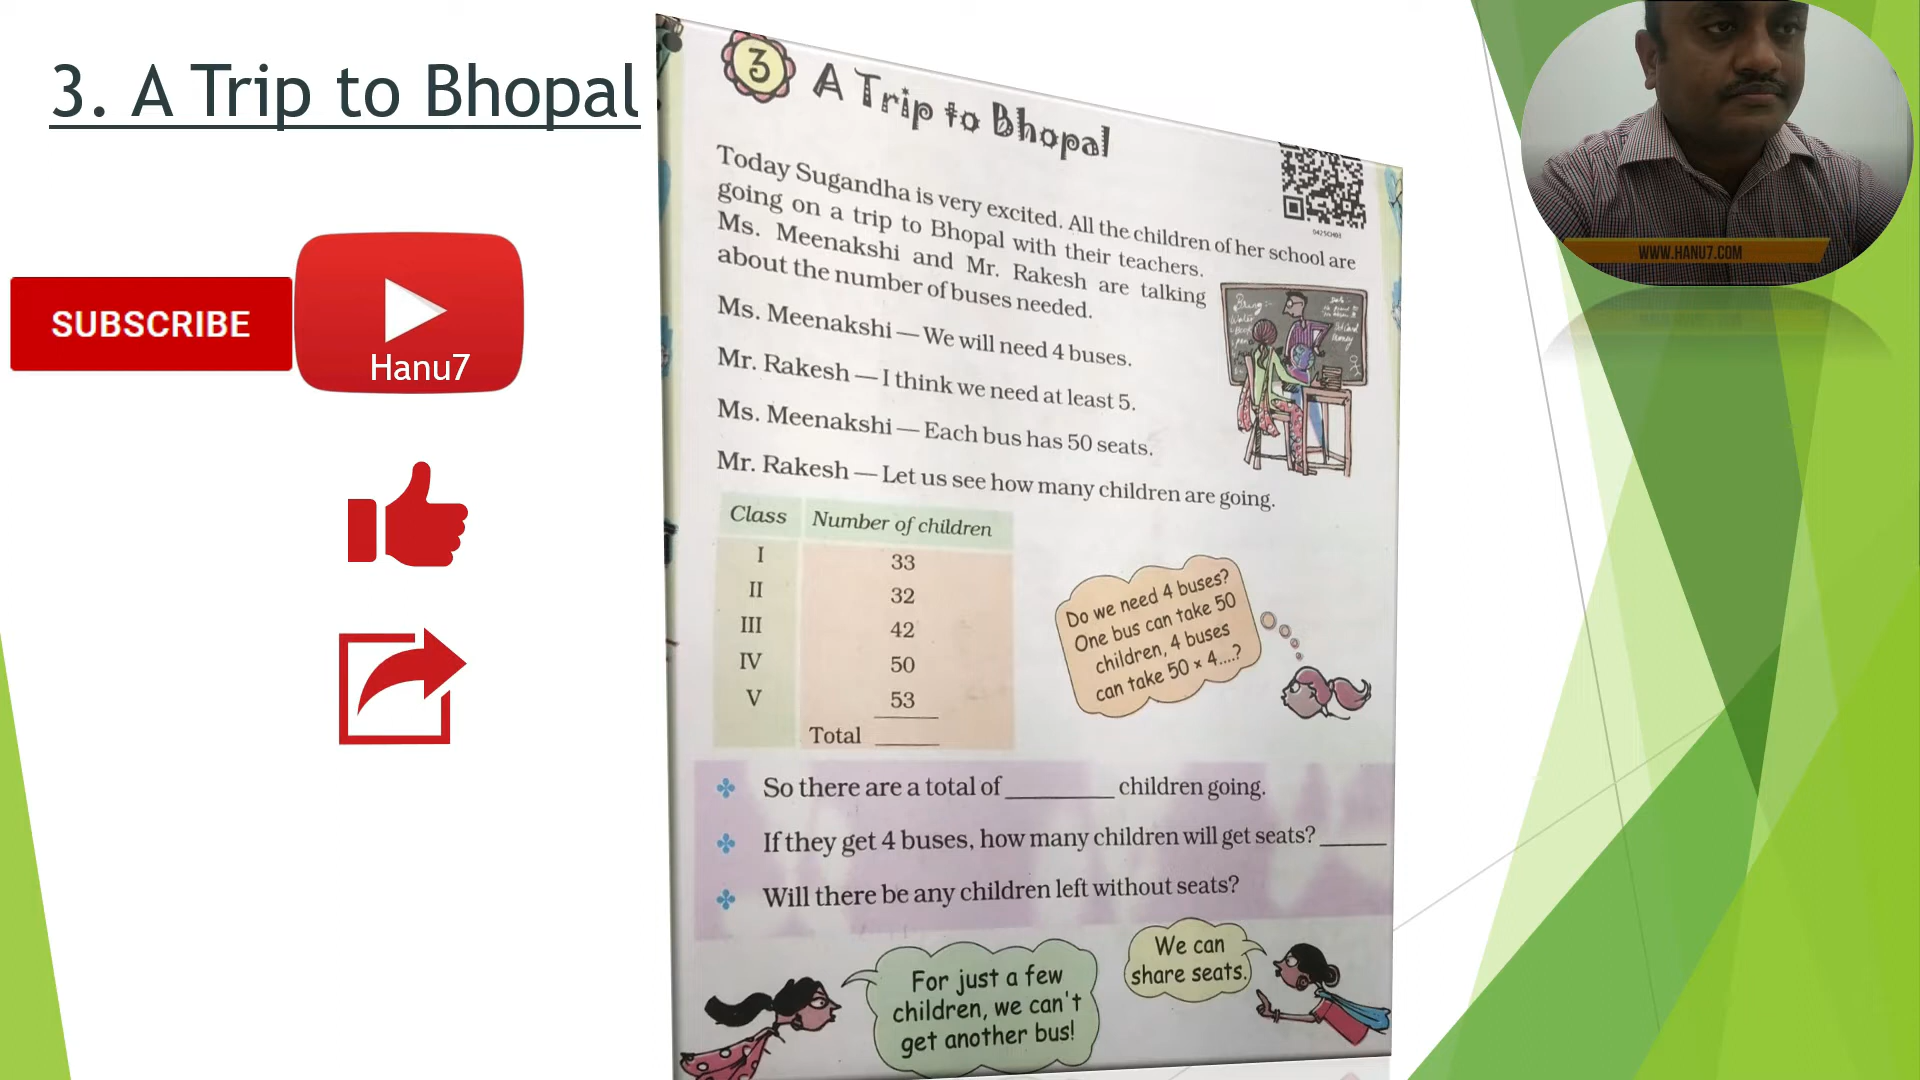 3. A Trip to Bhopal
SUBSCRIBE
Hanu7
WWW.HANU7.COM
3
A Trip to Bhopal
Today Sugandha is very excited. All the children of her school are
going on a trip to Bhopal with their teachers.
Ms. Meenakshi and Mr. Rakesh are talking
about the number of buses needed.
Ms. Meenakshi — We will need 4 buses.
Mr. Rakesh — I think we need at least 5.
Ms. Meenakshi — Each bus has 50 seats.
Mr. Rakesh — Let us see how many children are going.
Class Number of children
I 33
II 32
III 42
IV 50
V 53
Total ______
Do we need 4 buses?
One bus can take 50
children, 4 buses
can take 50 × 4....?
So there are a total of _________ children going.
If they get 4 buses, how many children will get seats? ______
Will there be any children left without seats?
For just a few
children, we can't
get another bus!
We can
share seats.